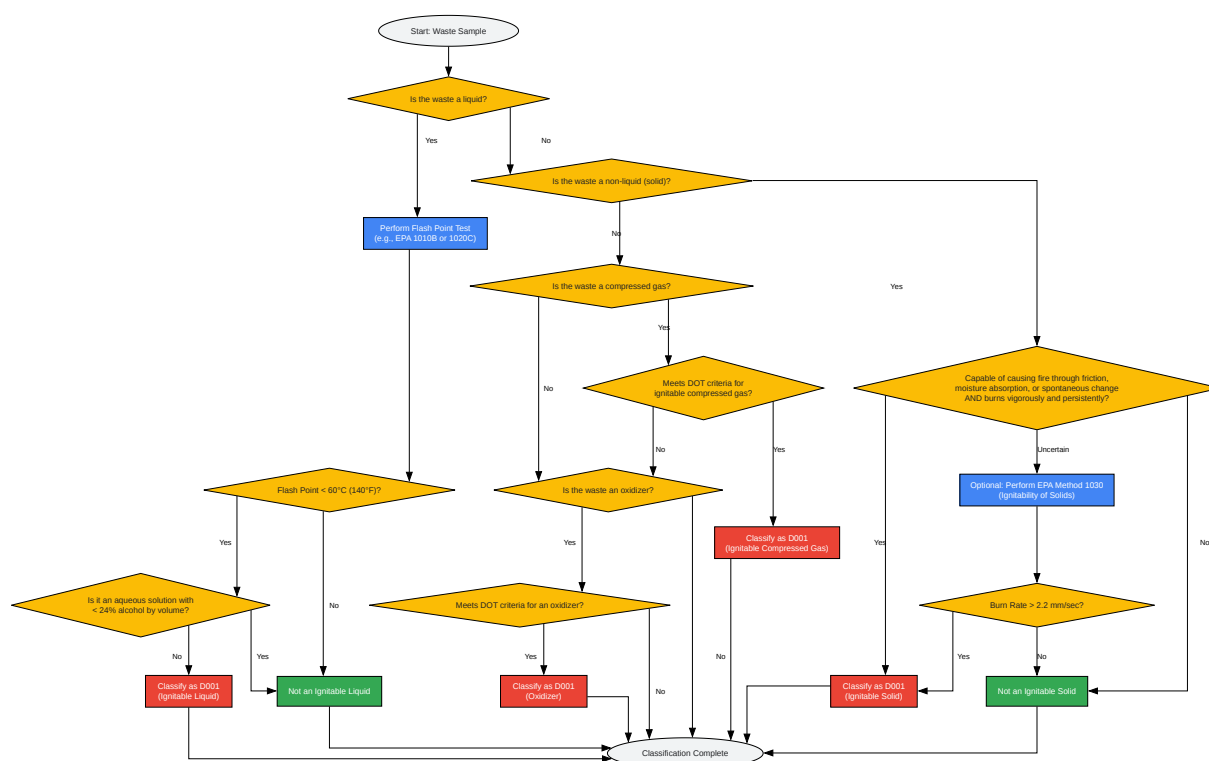 Start: Waste Sample
Is the waste a liquid?
Yes
No
Is the waste a non-liquid (solid)?
Perform Flash Point Test
(e.g., EPA 1010B or 1020C)
No
Is the waste a compressed gas?
Yes
Yes
Meets DOT criteria for
ignitable compressed gas?
No
Capable of causing fire through friction,
moisture absorption, or spontaneous change
AND burns vigorously and persistently?
No
Yes
Uncertain
Flash Point < 60°C (140°F)?
Is the waste an oxidizer?
Optional: Perform EPA Method 1030
(Ignitability of Solids)
Yes
Yes
Classify as D001
(Ignitable Compressed Gas)
Yes
No
Is it an aqueous solution with
< 24% alcohol by volume?
No
Meets DOT criteria for an oxidizer?
Burn Rate > 2.2 mm/sec?
No
Yes
Yes
No
Yes
No
Classify as D001
(Ignitable Liquid)
Not an Ignitable Liquid
Classify as D001
(Oxidizer)
No
Classify as D001
(Ignitable Solid)
Not an Ignitable Solid
Classification Complete